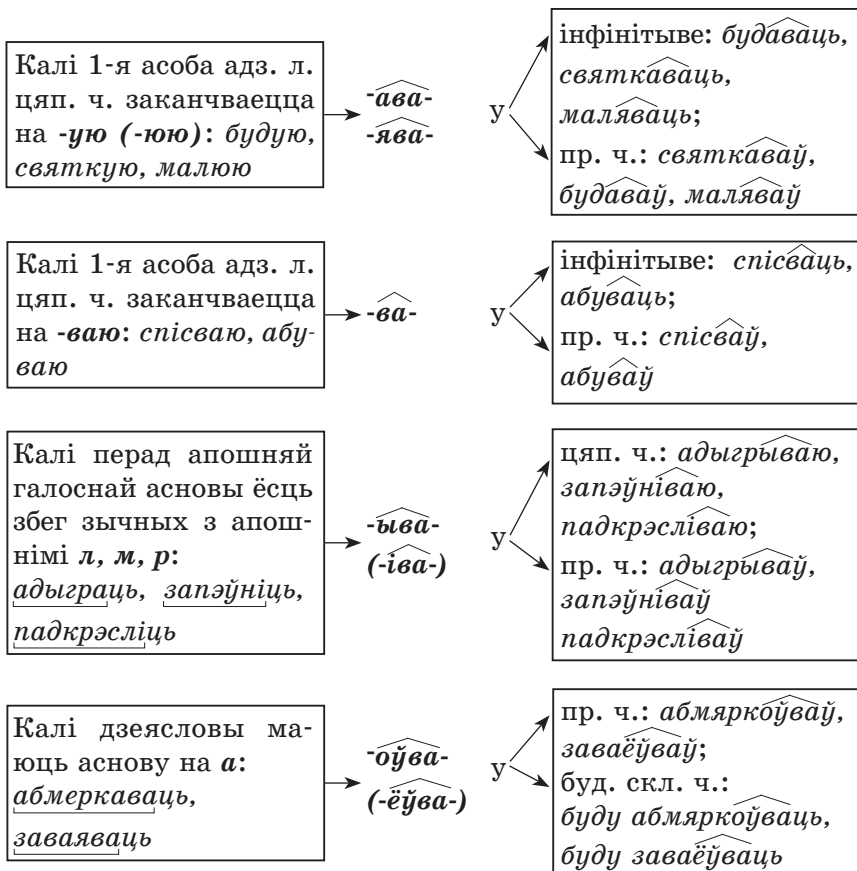 Калі 1-я асоба адз. л.
цяп. ч. заканчваецца
на -ую (-юю): будую,
святкую, малюю
-ава-
-ява-
у
інфінітыве: будаваць,
святкаваць,
маляваць;
пр. ч.: святкаваў,
будаваў, маляваў
Калі 1-я асоба адз. л.
цяп. ч. заканчваецца
на -ваю: спісваю, абу-
ваю
-ва-
у
інфінітыве: спісваць,
абуваць;
пр. ч.: спісваў,
абуваў
Калі перад апошняй
галоснай асновы ёсць
збег зычных з апош-
німі л, м, р:
адыграць, запэўніць,
падкрэсліць
-ыва-
(-іва-)
у
цяп. ч.: адыгрываю,
запэўніваю,
падкрэсліваю;
пр. ч.: адыгрываў,
запэўніваў
падкрэсліваў
Калі дзеясловы ма-
юць аснову на а:
абмеркаваць,
заваяваць
-оўва-
(-ёўва-)
у
пр. ч.: абмяркоўваў,
заваёўваў;
буд. скл. ч.:
буду абмяркоўваць,
буду заваёўваць